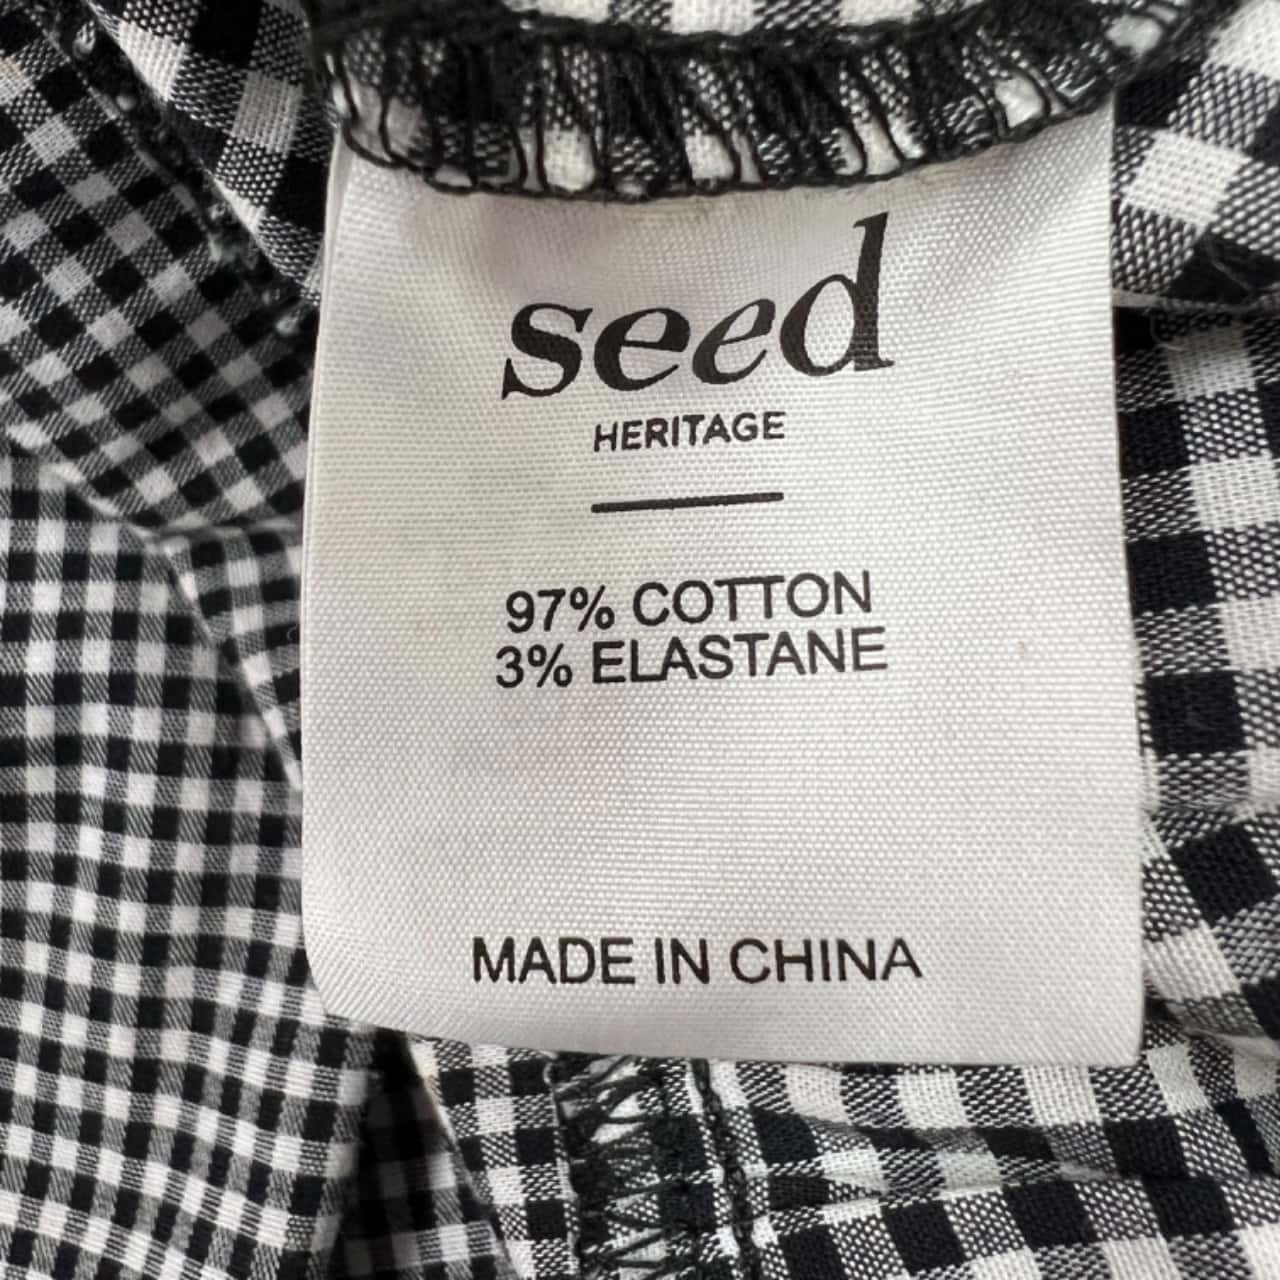 seed
HERITAGE
97% COTTON
3% ELASTANE
MADE IN CHINA